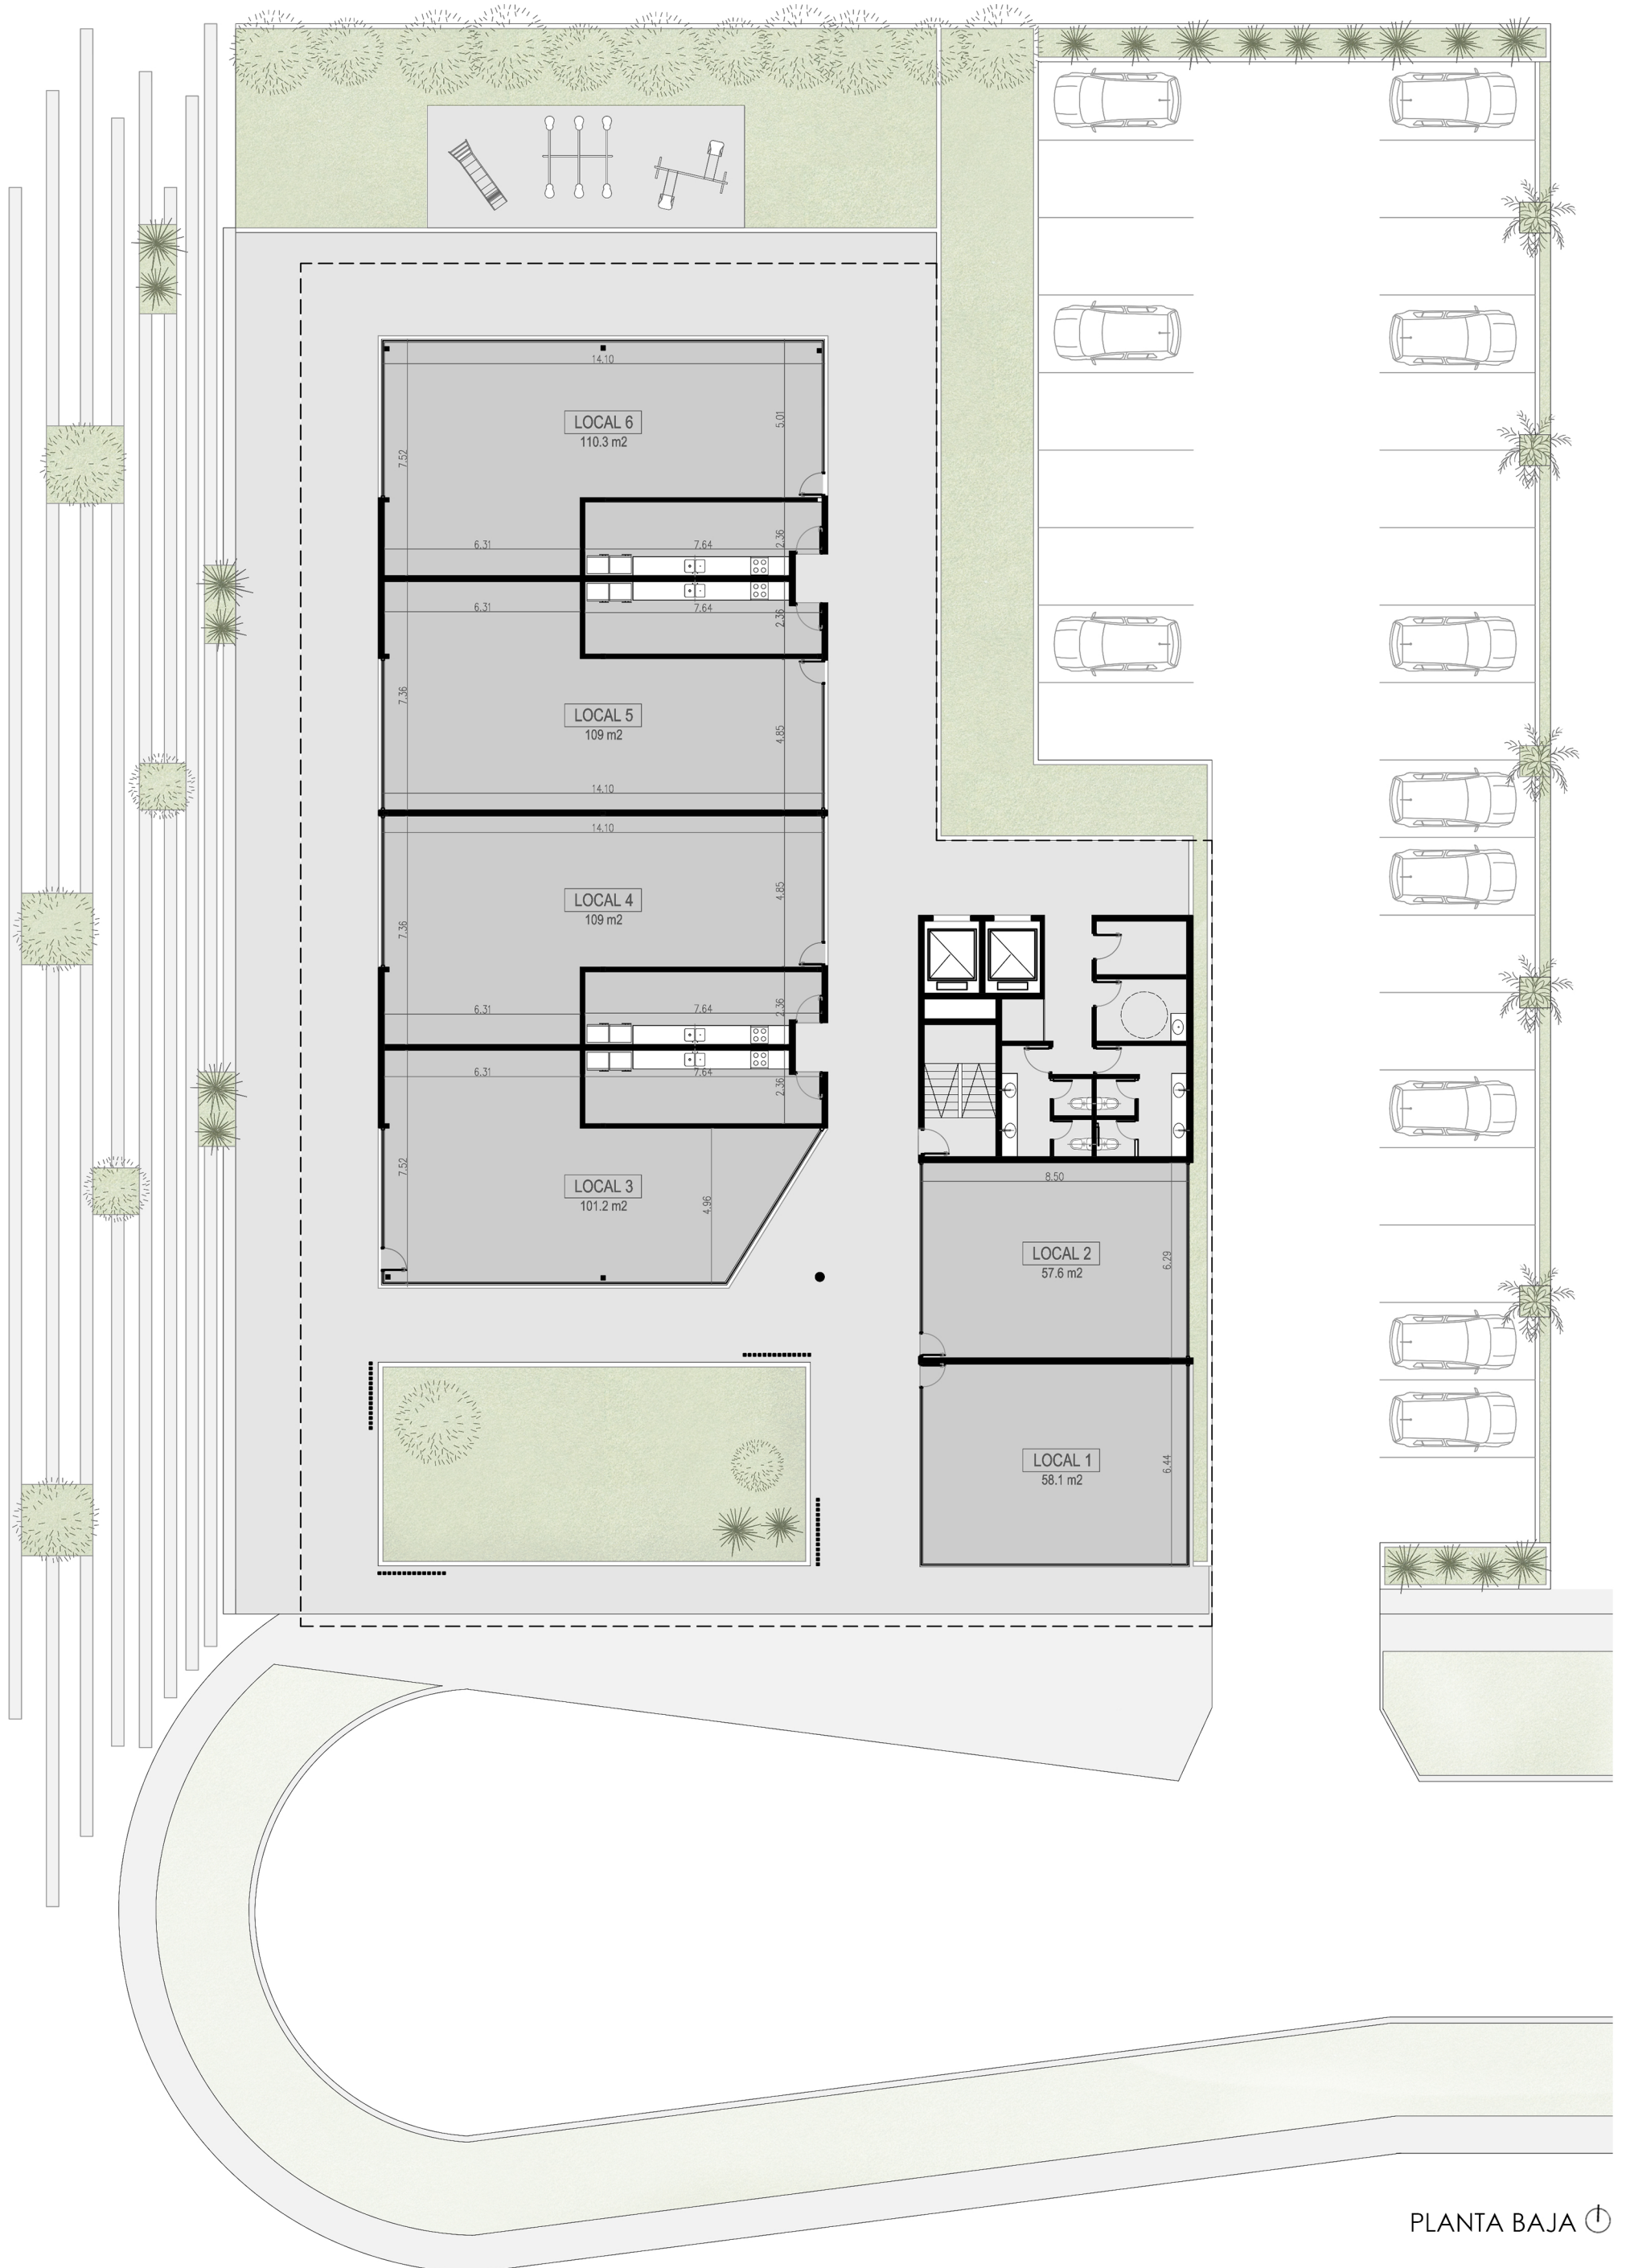 14.10
LOCAL 6
110.3 m2
5.01
7.52
6.31
7.64
2.36
6.31
7.64
2.36
7.36
LOCAL 5
109 m2
4.85
14.10
14.10
LOCAL 4
109 m2
4.85
7.36
6.31
7.64
2.36
6.31
7.64
2.36
7.52
LOCAL 3
101.2 m2
4.96
8.50
LOCAL 2
57.6 m2
6.29
LOCAL 1
58.1 m2
6.44
PLANTA BAJA